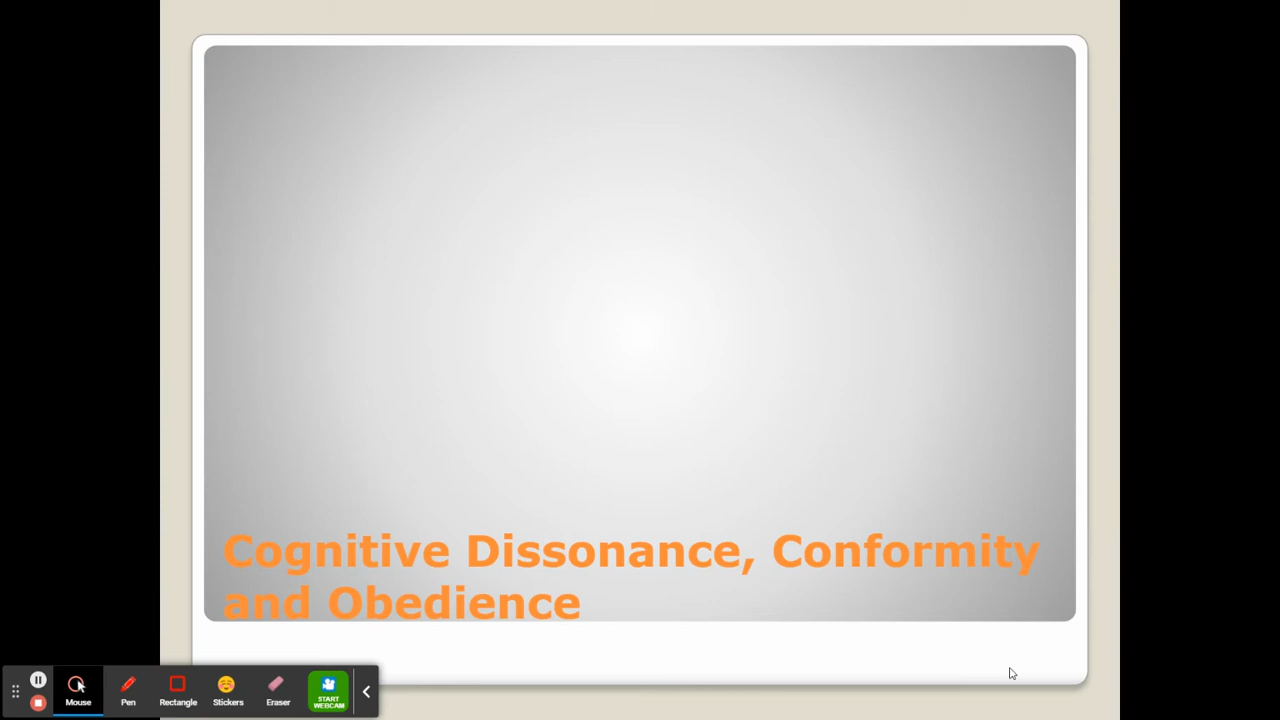 Cognitive Dissonance, Conformity
and Obedience
Mouse Pen Rectangle Stickers Eraser START
WEBCAM